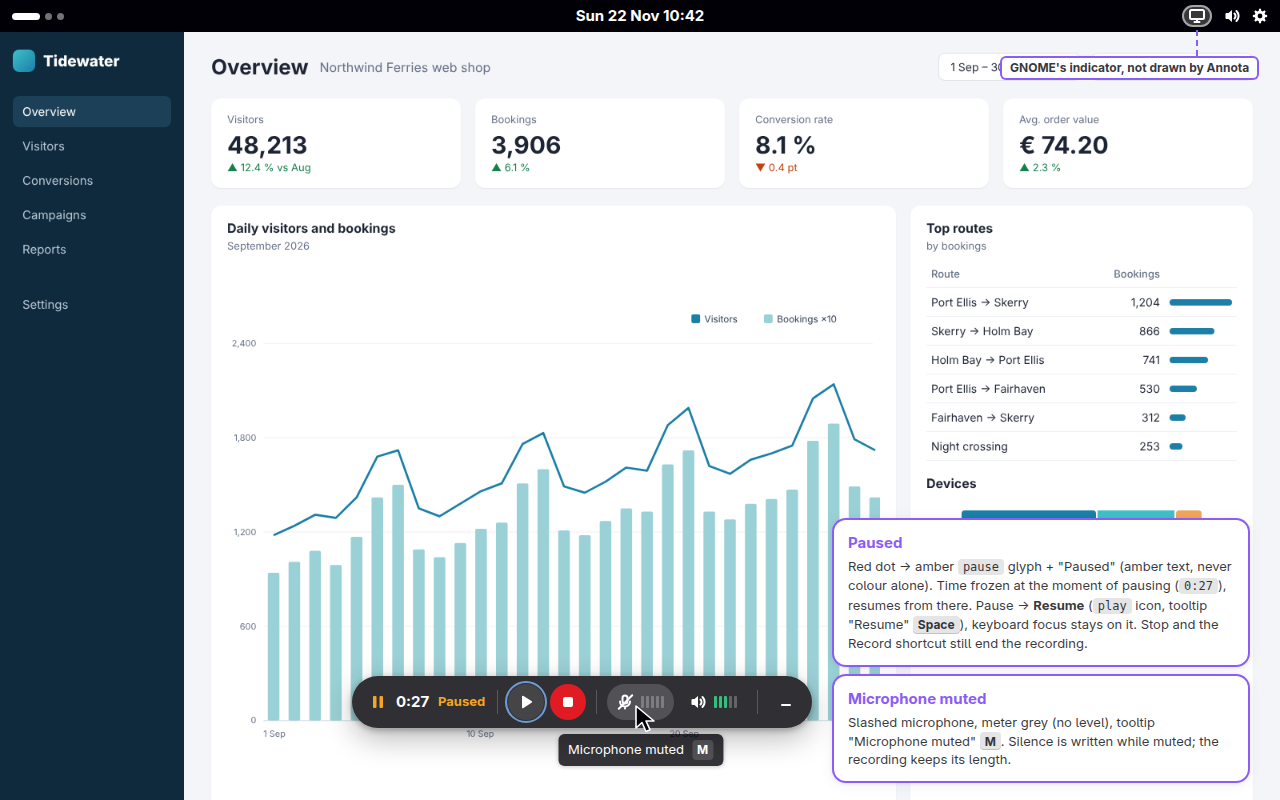 Sun 22 Nov 10:42
Tidewater
Overview
Visitors
Conversions
Campaigns
Reports
Settings
Overview Northwind Ferries web shop
1 Sep – 30
GNOME's indicator, not drawn by Annota
Visitors
48,213
▲ 12.4 % vs Aug
Bookings
3,906
▲ 6.1 %
Conversion rate
8.1 %
▼ 0.4 pt
Avg. order value
€ 74.20
▲ 2.3 %
Daily visitors and bookings
September 2026
Visitors Bookings ×10
2,400
1,800
1,200
600
0
1 Sep 10 Sep 20 Sep
Top routes
by bookings
Route Bookings
Port Ellis → Skerry 1,204
Skerry → Holm Bay 866
Holm Bay → Port Ellis 741
Port Ellis → Fairhaven 530
Fairhaven → Skerry 312
Night crossing 253
Devices
Paused
Red dot → amber pause glyph + "Paused" (amber text, never
colour alone). Time frozen at the moment of pausing (0:27),
resumes from there. Pause → Resume (play icon, tooltip
"Resume" Space), keyboard focus stays on it. Stop and the
Record shortcut still end the recording.
0:27 Paused
Microphone muted M
Microphone muted
Slashed microphone, meter grey (no level), tooltip
"Microphone muted" M. Silence is written while muted; the
recording keeps its length.